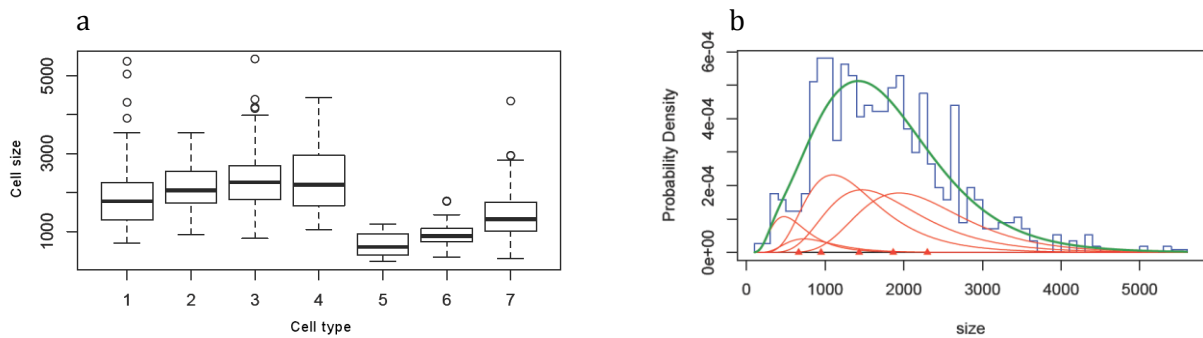 a
Cell size
5000
3000
1000
1 2 3 4 5 6 7
Cell type
b
Probability Density
6e-04
4e-04
2e-04
0e+00
0 1000 2000 3000 4000 5000
size